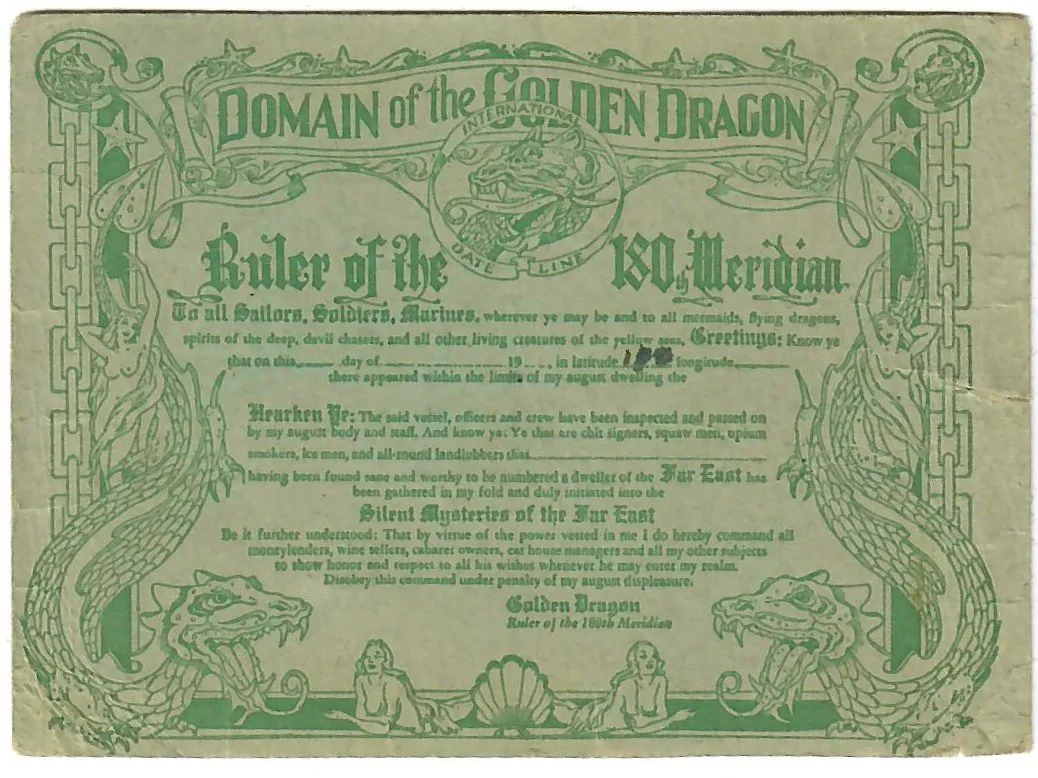 DOMAIN of the GOLDEN DRAGON
INTERNATIONAL
DATE LINE
Ruler of the 180th Meridian
To all Sailors, Soldiers, Marines, wherever ye may be and to all mermaids, flying dragons,
spirits of the deep, devil chasers, and all other living creatures of the yellow seas, Greetings: Know ye
that on this day of 19 , in latitude longitude
there appeared within the limits of my august dwelling the
Hearken Ye: The said vessel, officers and crew have been inspected and passed on
by my august body and staff. And know ye: Ye that are chit signers, squaw men, opium
smokers, ice men, and all-round landlubbers that
having been found sane and worthy to be numbered a dweller of the Far East has
been gathered in my fold and duly initiated into the
Silent Mysteries of the Far East
Be it further understood: That by virtue of the power vested in me I do hereby command all
moneylenders, wine sellers, cabaret owners, cat house managers and all my other subjects
to show honor and respect to all his wishes whenever he may enter my realm.
Disobey this command under penalty of my august displeasure.
Golden Dragon
Ruler of the 180th Meridian